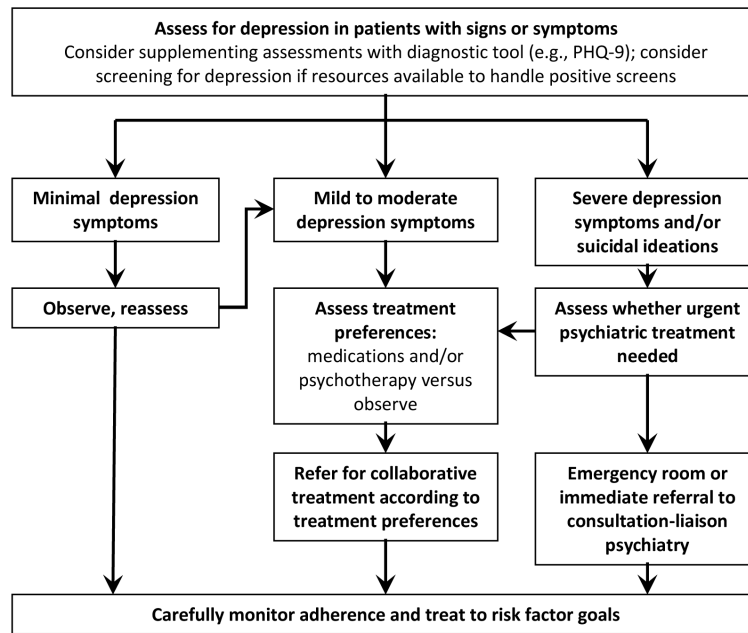 Assess for depression in patients with signs or symptoms
Consider supplementing assessments with diagnostic tool (e.g., PHQ-9); consider
screening for depression if resources available to handle positive screens
Minimal depression
symptoms
Mild to moderate
depression symptoms
Severe depression
symptoms and/or
suicidal ideations
Observe, reassess
Assess treatment
preferences:
medications and/or
psychotherapy versus
observe
Assess whether urgent
psychiatric treatment
needed
Refer for collaborative
treatment according to
treatment preferences
Emergency room or
immediate referral to
consultation-liaison
psychiatry
Carefully monitor adherence and treat to risk factor goals